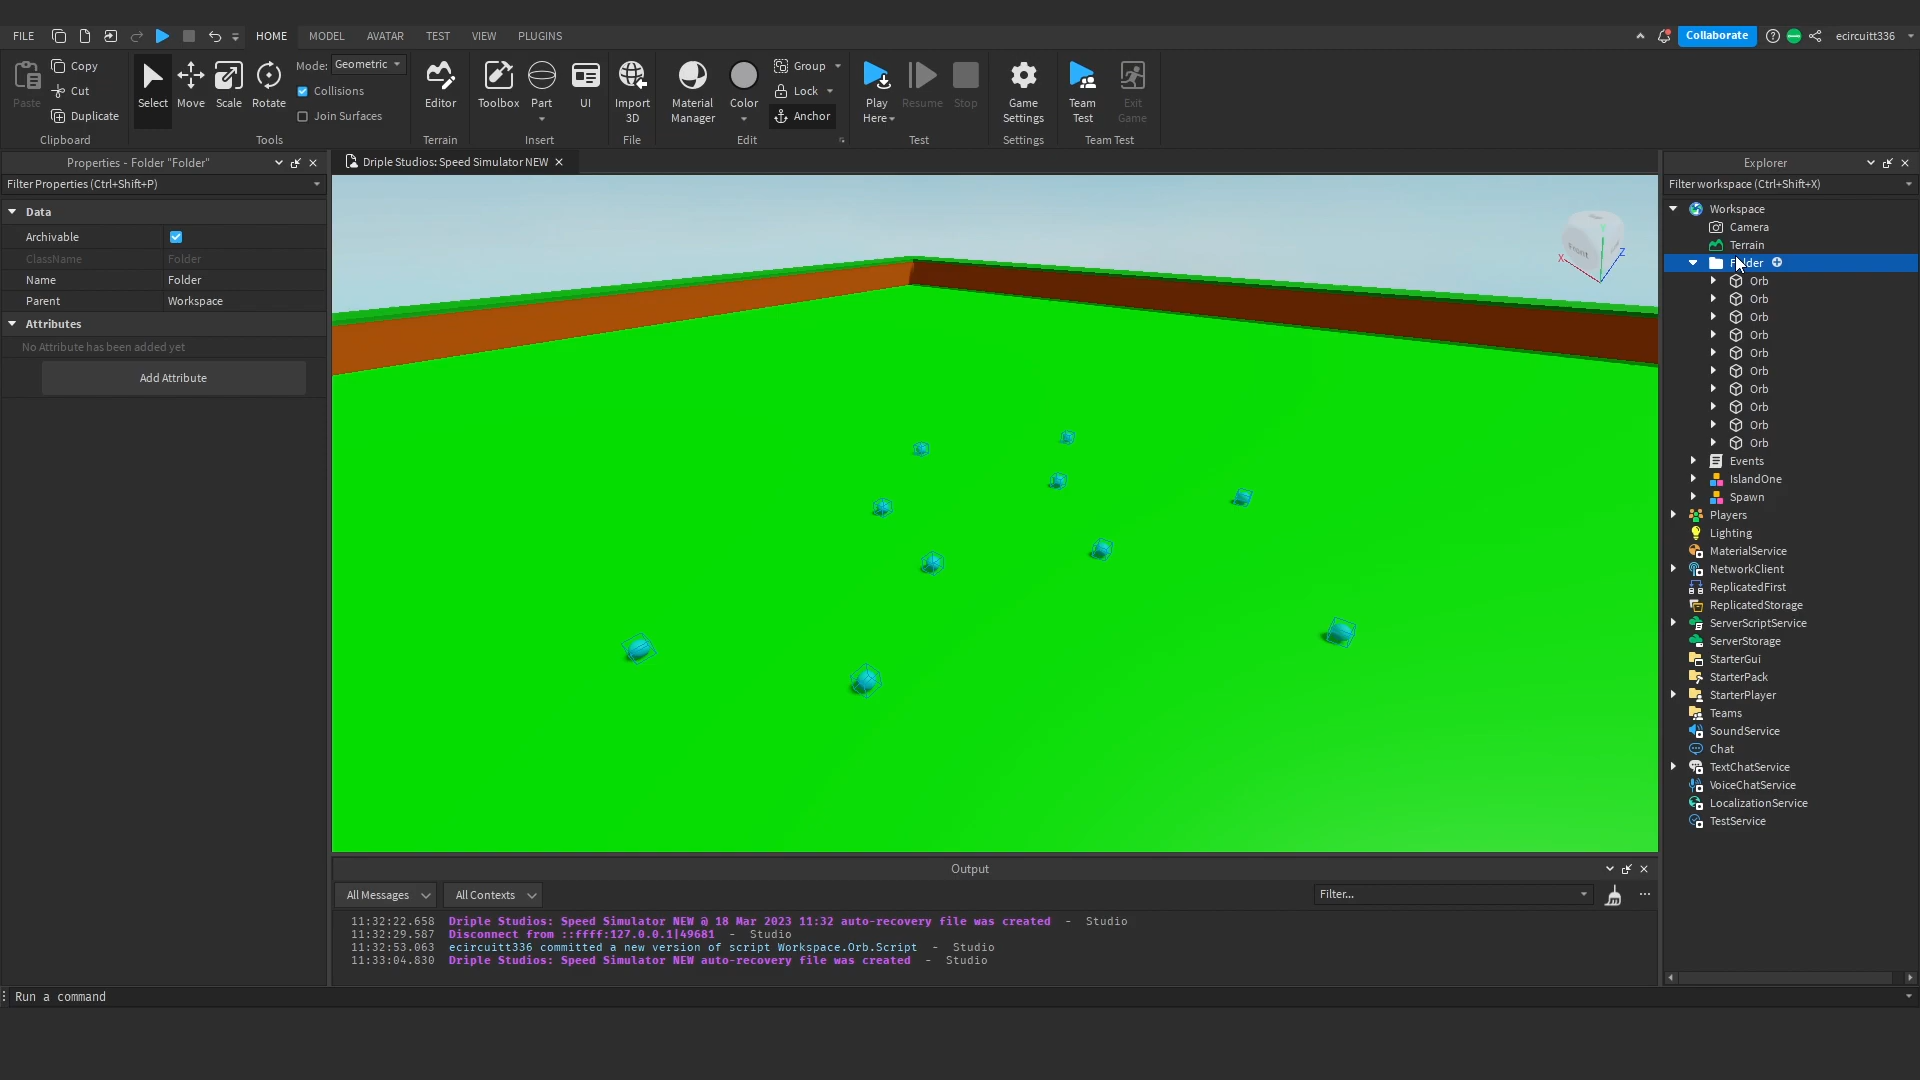 FILE HOME MODEL AVATAR TEST VIEW PLUGINS Collaborate ecircuitt336
Paste Copy Cut Duplicate Clipboard
Select Move Scale Rotate Mode: Geometric Collisions Join Surfaces Tools
Editor Terrain
Toolbox Part UI Insert
Import 3D File
Material Manager Color Group Lock Anchor Edit
Play Here Resume Stop Test
Game Settings Settings
Team Test Exit Game Team Test
Properties - Folder "Folder"
Filter Properties (Ctrl+Shift+P)
Data
Archivable
ClassName Folder
Name Folder
Parent Workspace
Attributes
No Attribute has been added yet
Add Attribute
Driple Studios: Speed Simulator NEW
X Y Z
Output
All Messages All Contexts Filter...
11:32:22.658 Driple Studios: Speed Simulator NEW @ 18 Mar 2023 11:32 auto-recovery file was created - Studio
11:32:29.587 Disconnect from ::ffff:127.0.0.1|49681 - Studio
11:32:53.063 ecircuitt336 committed a new version of script Workspace.Orb.Script - Studio
11:33:04.830 Driple Studios: Speed Simulator NEW auto-recovery file was created - Studio
Explorer
Filter workspace (Ctrl+Shift+X)
Workspace
Camera
Terrain
Folder
Orb
Orb
Orb
Orb
Orb
Orb
Orb
Orb
Orb
Orb
Events
IslandOne
Spawn
Players
Lighting
MaterialService
NetworkClient
ReplicatedFirst
ReplicatedStorage
ServerScriptService
ServerStorage
StarterGui
StarterPack
StarterPlayer
Teams
SoundService
Chat
TextChatService
VoiceChatService
LocalizationService
TestService
Run a command